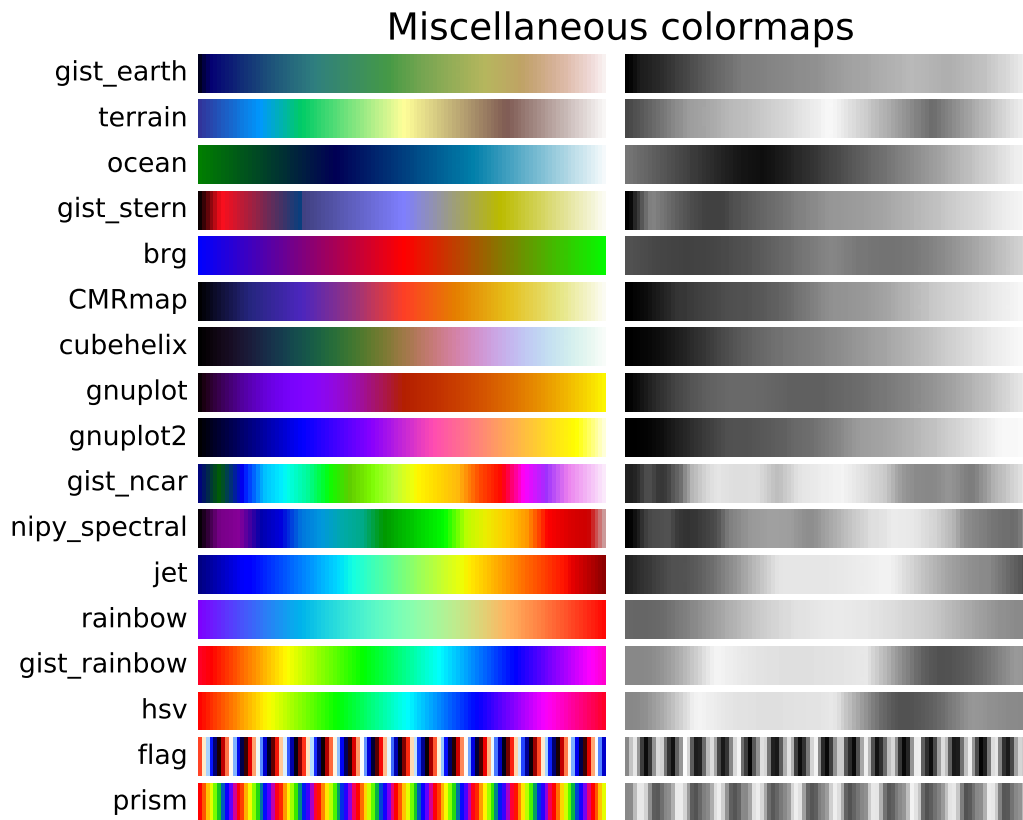 Miscellaneous colormaps
gist_earth
terrain
ocean
gist_stern
brg
CMRmap
cubehelix
gnuplot
gnuplot2
gist_ncar
nipy_spectral
jet
rainbow
gist_rainbow
hsv
flag
prism